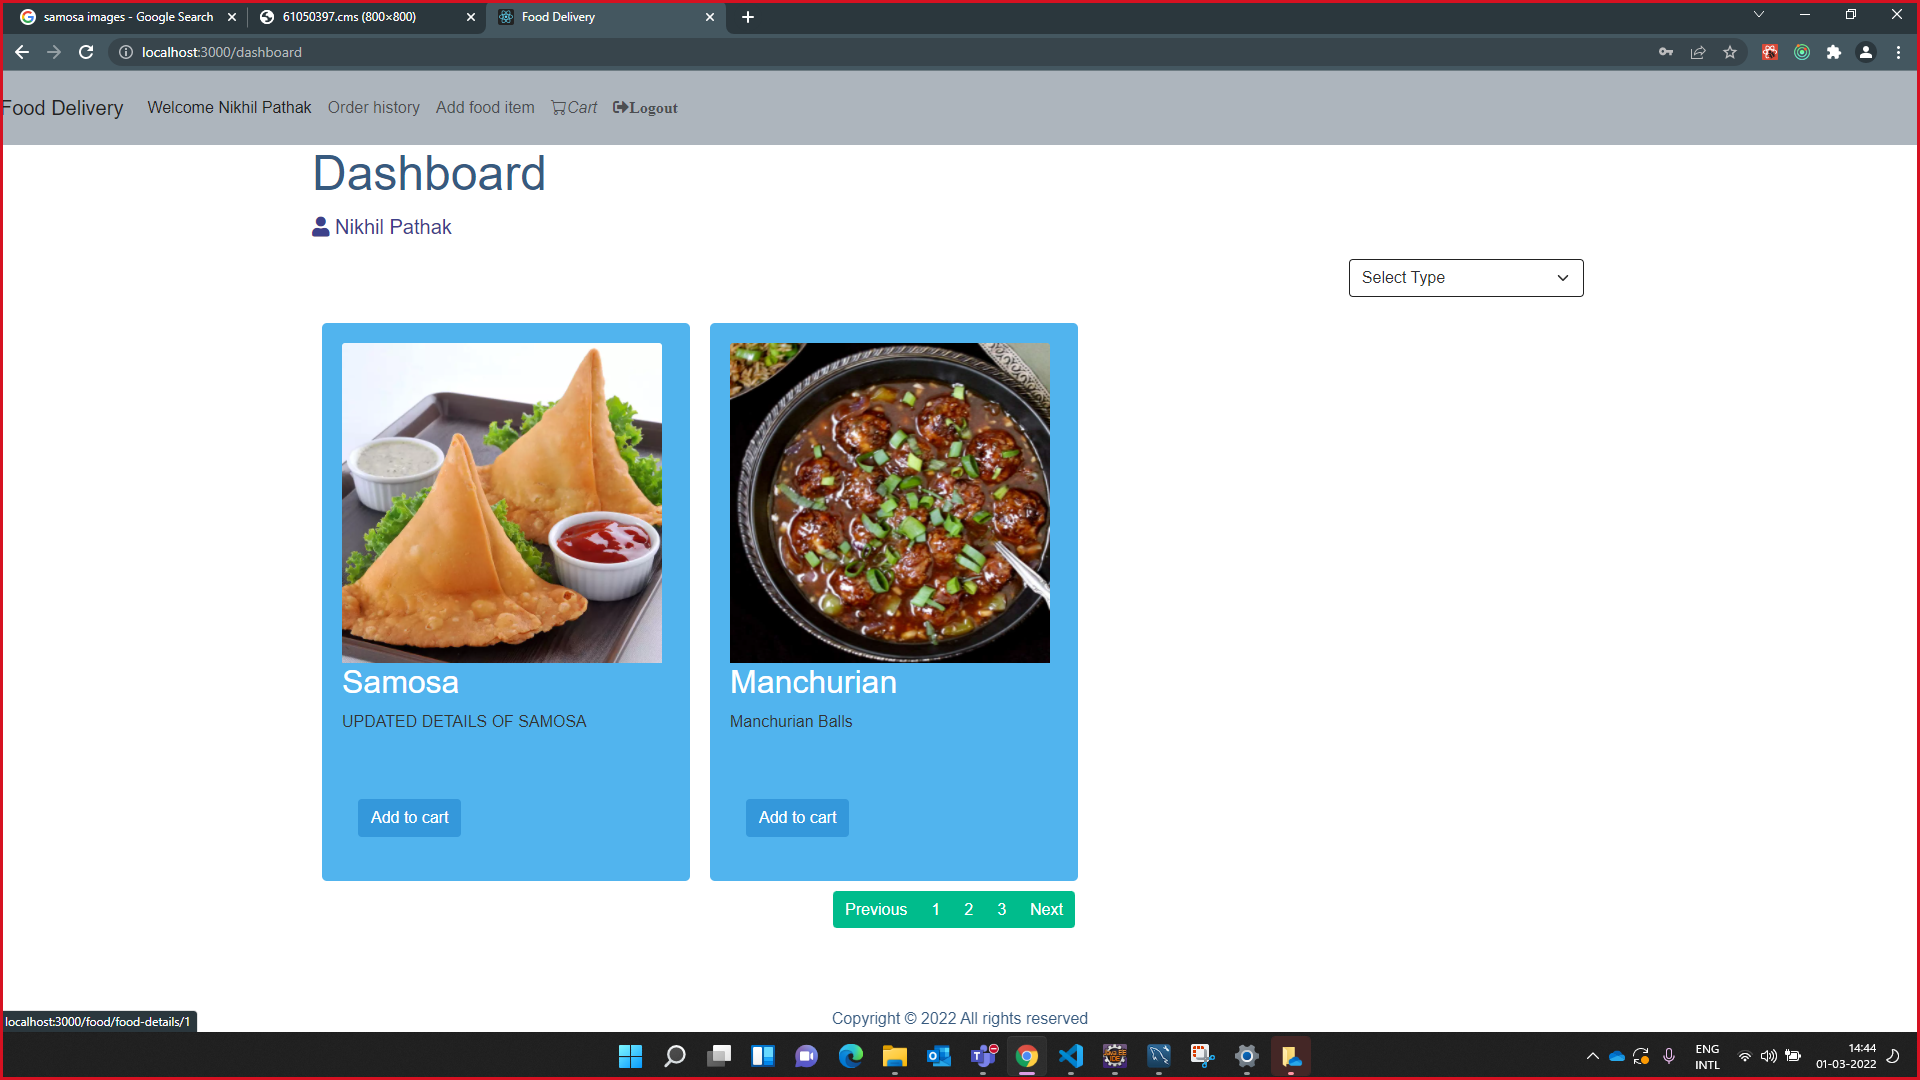 samosa images - Google Search
61050397.cms (800×800)
Food Delivery
localhost:3000/dashboard
Food Delivery
Welcome Nikhil Pathak
Order history
Add food item
Cart
Logout
Dashboard
Nikhil Pathak
Select Type
Samosa
Manchurian
UPDATED DETAILS OF SAMOSA
Manchurian Balls
Add to cart
Add to cart
Previous 1 2 3 Next
Copyright © 2022 All rights reserved
localhost:3000/food/food-details/1
ENG
INTL
14:44
01-03-2022